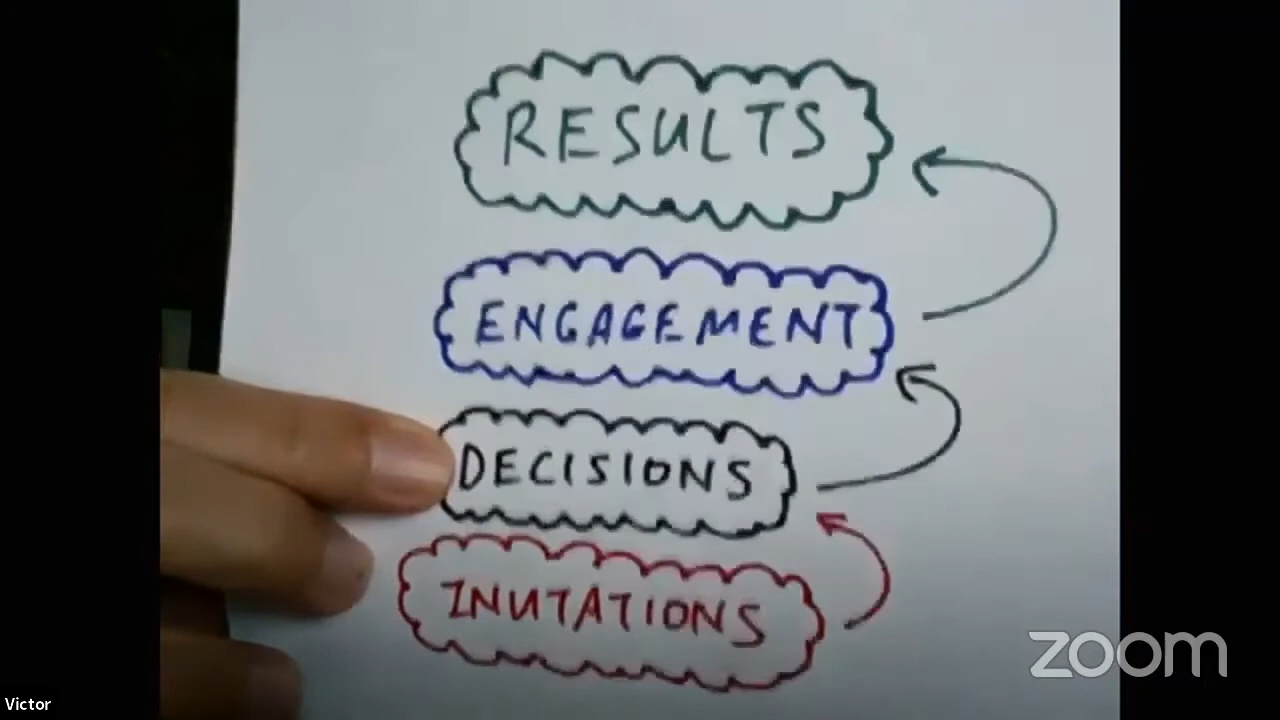 RESULTS
ENGAGEMENT
DECISIONS
INUTATIONS
zoom
Victor